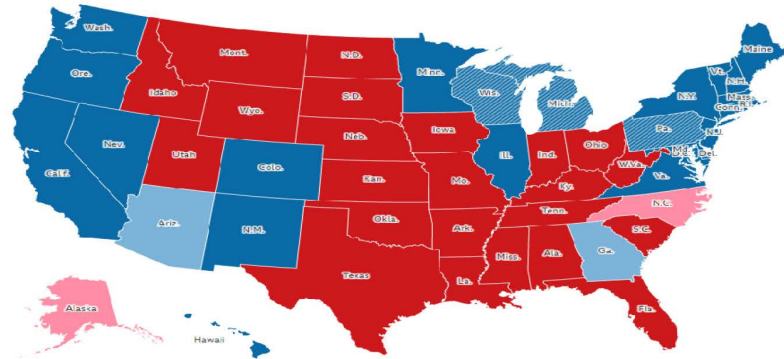 Wash.
Maine
Mont.
N.D.
Minn.
Vt.
N.H.
Ore.
Idaho
Wis.
Mich.
N.Y.
Mass.
S.D.
Conn.
R.I.
Wyo.
Iowa
Pa.
N.J.
Neb.
Nev.
Ill.
Ind.
Ohio
Md.
Del.
Utah
Colo.
W.Va.
Va.
Calif.
Kan.
Mo.
Ky.
N.C.
Ariz.
N.M.
Okla.
Tenn.
Ark.
S.C.
Miss.
Ala.
Ga.
Texas
La.
Alaska
Fla.
Hawaii